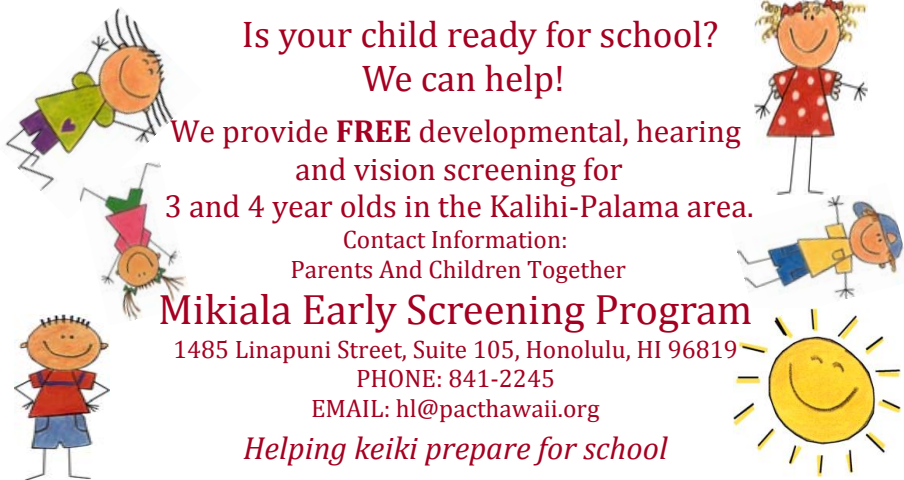 Is your child ready for school?
We can help!
We provide FREE developmental, hearing
and vision screening for
3 and 4 year olds in the Kalihi-Palama area.
Contact Information:
Parents And Children Together
Mikiala Early Screening Program
1485 Linapuni Street, Suite 105, Honolulu, HI 96819
PHONE: 841-2245
EMAIL: hl@pacthawaii.org
Helping keiki prepare for school